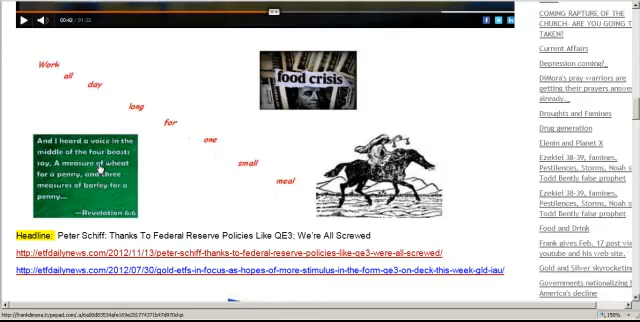 00:42 / 01:32
Work
all
day
long
for
one
small
meal
food crisis
And I heard a voice in the
middle of the four beasts
say, A measure of wheat
for a penny, and three
measures of barley for a
penny...
—Revelation 6:6
Headline: Peter Schiff: Thanks To Federal Reserve Policies Like QE3; We're All Screwed
http://etfdailynews.com/2012/11/13/peter-schiff-thanks-to-federal-reserve-policies-like-qe3-were-all-screwed/
http://etfdailynews.com/2012/07/30/gold-etfs-in-focus-as-hopes-of-more-stimulus-in-the-form-qe3-on-deck-this-week-gld-iau/
COMING RAPTURE OF THE
CHURCH- ARE YOU GOING T
TAKEN?
Current Affairs
Depression coming?_
DiMora's pray warriors are
getting their prayers answer
already._
Droughts and Famines
Drug generation
Elenin and Planet X
Ezekiel 38-39, famines,
Pestilences, Storms, Noah s
Todd Bently false prophet
Ezekiel 38-39, famines,
Pestilences, Storms, Noah s
Todd Bently false prophet
Food and Drink
Frank gives Feb. 17 post via
youtube and his web site.
Gold and Silver skyrocketing
Governments nationalizing
America's decline
150%